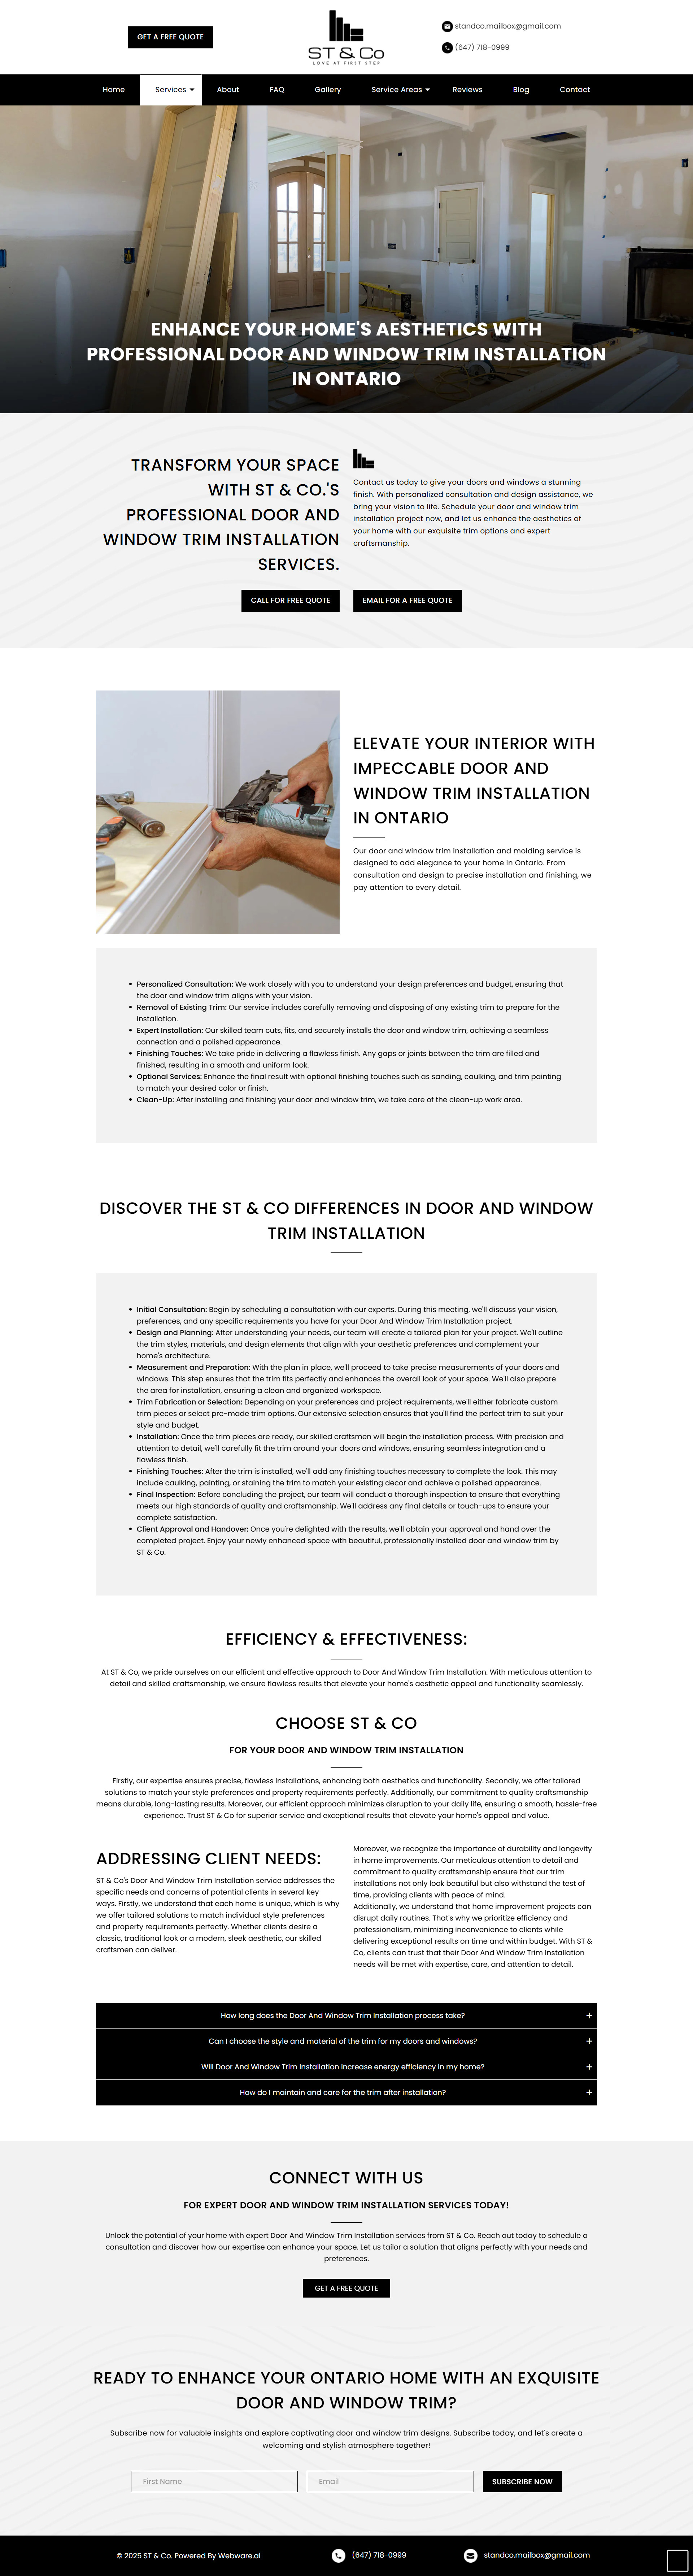 GET A FREE QUOTE
ST & Co
LOVE AT FIRST STEP
standco.mailbox@gmail.com
(647) 718-0999
Home
Services
About
FAQ
Gallery
Service Areas
Reviews
Blog
Contact
ENHANCE YOUR HOME'S AESTHETICS WITH
PROFESSIONAL DOOR AND WINDOW TRIM INSTALLATION
IN ONTARIO
TRANSFORM YOUR SPACE
WITH ST & CO.'S
PROFESSIONAL DOOR AND
WINDOW TRIM INSTALLATION
SERVICES.
CALL FOR FREE QUOTE
Contact us today to give your doors and windows a stunning
finish. With personalized consultation and design assistance, we
bring your vision to life. Schedule your door and window trim
installation project now, and let us enhance the aesthetics of
your home with our exquisite trim options and expert
craftsmanship.
EMAIL FOR A FREE QUOTE
ELEVATE YOUR INTERIOR WITH
IMPECCABLE DOOR AND
WINDOW TRIM INSTALLATION
IN ONTARIO
Our door and window trim installation and molding service is
designed to add elegance to your home in Ontario. From
consultation and design to precise installation and finishing, we
pay attention to every detail.
• Personalized Consultation: We work closely with you to understand your design preferences and budget, ensuring that
the door and window trim aligns with your vision.
• Removal of Existing Trim: Our service includes carefully removing and disposing of any existing trim to prepare for the
installation.
• Expert Installation: Our skilled team cuts, fits, and securely installs the door and window trim, achieving a seamless
connection and a polished appearance.
• Finishing Touches: We take pride in delivering a flawless finish. Any gaps or joints between the trim are filled and
finished, resulting in a smooth and uniform look.
• Optional Services: Enhance the final result with optional finishing touches such as sanding, caulking, and trim painting
to match your desired color or finish.
• Clean-Up: After installing and finishing your door and window trim, we take care of the clean-up work area.
DISCOVER THE ST & CO DIFFERENCES IN DOOR AND WINDOW
TRIM INSTALLATION
• Initial Consultation: Begin by scheduling a consultation with our experts. During this meeting, we'll discuss your vision,
preferences, and any specific requirements you have for your Door And Window Trim Installation project.
• Design and Planning: After understanding your needs, our team will create a tailored plan for your project. We'll outline
the trim styles, materials, and design elements that align with your aesthetic preferences and complement your
home's architecture.
• Measurement and Preparation: With the plan in place, we'll proceed to take precise measurements of your doors and
windows. This step ensures that the trim fits perfectly and enhances the overall look of your space. We'll also prepare
the area for installation, ensuring a clean and organized workspace.
• Trim Fabrication or Selection: Depending on your preferences and project requirements, we'll either fabricate custom
trim pieces or select pre-made trim options. Our extensive selection ensures that you'll find the perfect trim to suit your
style and budget.
• Installation: Once the trim pieces are ready, our skilled craftsmen will begin the installation process. With precision and
attention to detail, we'll carefully fit the trim around your doors and windows, ensuring seamless integration and a
flawless finish.
• Finishing Touches: After the trim is installed, we'll add any finishing touches necessary to complete the look. This may
include caulking, painting, or staining the trim to match your existing decor and achieve a polished appearance.
• Final Inspection: Before concluding the project, our team will conduct a thorough inspection to ensure that everything
meets our high standards of quality and craftsmanship. We'll address any final details or touch-ups to ensure your
complete satisfaction.
• Client Approval and Handover: Once you're delighted with the results, we'll obtain your approval and hand over the
completed project. Enjoy your newly enhanced space with beautiful, professionally installed door and window trim by
ST & Co.
EFFICIENCY & EFFECTIVENESS:
At ST & Co, we pride ourselves on our efficient and effective approach to Door And Window Trim Installation. With meticulous attention to
detail and skilled craftsmanship, we ensure flawless results that elevate your home's aesthetic appeal and functionality seamlessly.
CHOOSE ST & CO
FOR YOUR DOOR AND WINDOW TRIM INSTALLATION
Firstly, our expertise ensures precise, flawless installations, enhancing both aesthetics and functionality. Secondly, we offer tailored
solutions to match your style preferences and property requirements perfectly. Additionally, our commitment to quality craftsmanship
means durable, long-lasting results. Moreover, our efficient approach minimizes disruption to your daily life, ensuring a smooth, hassle-free
experience. Trust ST & Co for superior service and exceptional results that elevate your home's appeal and value.
ADDRESSING CLIENT NEEDS:
ST & Co's Door And Window Trim Installation service addresses the
specific needs and concerns of potential clients in several key
ways. Firstly, we understand that each home is unique, which is why
we offer tailored solutions to match individual style preferences
and property requirements perfectly. Whether clients desire a
classic, traditional look or a modern, sleek aesthetic, our skilled
craftsmen can deliver.
Moreover, we recognize the importance of durability and longevity
in home improvements. Our meticulous attention to detail and
commitment to quality craftsmanship ensure that our trim
installations not only look beautiful but also withstand the test of
time, providing clients with peace of mind.
Additionally, we understand that home improvement projects can
disrupt daily routines. That's why we prioritize efficiency and
professionalism, minimizing inconvenience to clients while
delivering exceptional results on time and within budget. With ST &
Co, clients can trust that their Door And Window Trim Installation
needs will be met with expertise, care, and attention to detail.
How long does the Door And Window Trim Installation process take? +
Can I choose the style and material of the trim for my doors and windows? +
Will Door And Window Trim Installation increase energy efficiency in my home? +
How do I maintain and care for the trim after installation? +
CONNECT WITH US
FOR EXPERT DOOR AND WINDOW TRIM INSTALLATION SERVICES TODAY!
Unlock the potential of your home with expert Door And Window Trim Installation services from ST & Co. Reach out today to schedule a
consultation and discover how our expertise can enhance your space. Let us tailor a solution that aligns perfectly with your needs and
preferences.
GET A FREE QUOTE
READY TO ENHANCE YOUR ONTARIO HOME WITH AN EXQUISITE
DOOR AND WINDOW TRIM?
Subscribe now for valuable insights and explore captivating door and window trim designs. Subscribe today, and let's create a
welcoming and stylish atmosphere together!
First Name
Email
SUBSCRIBE NOW
© 2025 ST & Co. Powered By Webware.ai
(647) 718-0999
standco.mailbox@gmail.com